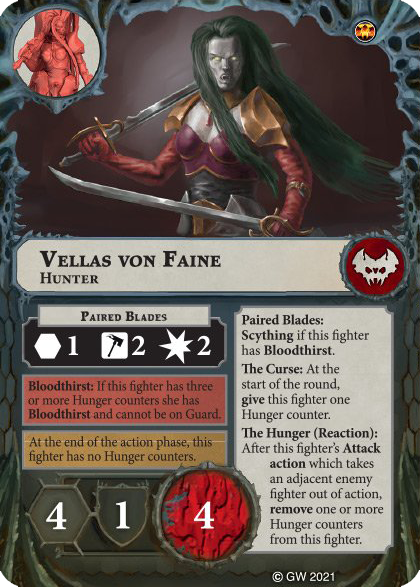 VELLAS VON FAINE
HUNTER
PAIRED BLADES
1 2 2
Bloodthirst: If this fighter has three
or more Hunger counters she has
Bloodthirst and cannot be on Guard.
At the end of the action phase, this
fighter has no Hunger counters.
4 1 4
Paired Blades:
Scything if this fighter
has Bloodthirst.
The Curse: At the
start of the round,
give this fighter one
Hunger counter.
The Hunger (Reaction):
After this fighter's Attack
action which takes
an adjacent enemy
fighter out of action,
remove one or more
Hunger counters
from this fighter.
© GW 2021